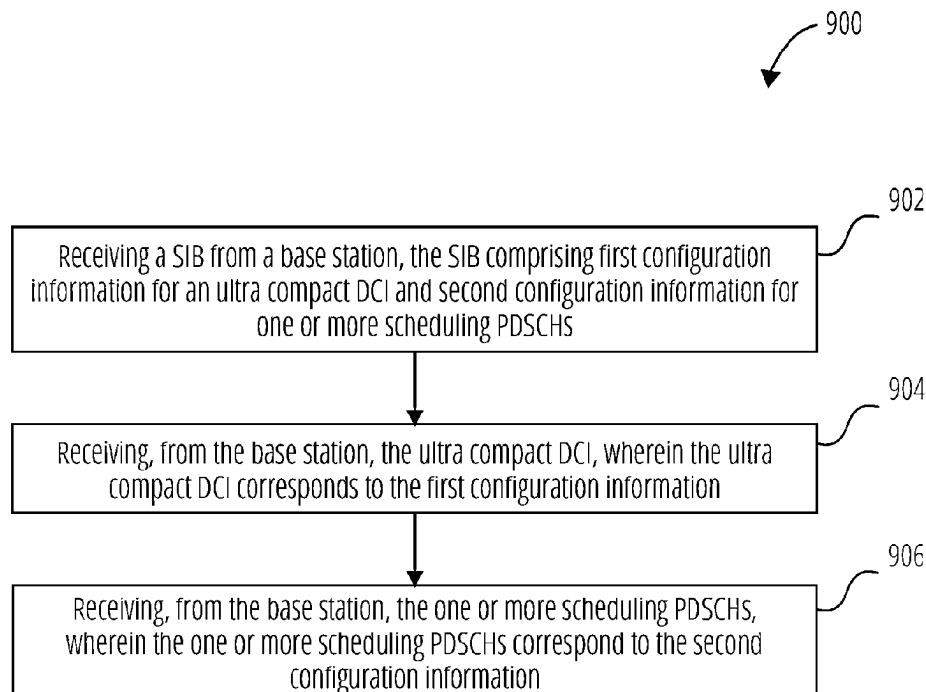 900
902
Receiving a SIB from a base station, the SIB comprising first configuration
information for an ultra compact DCI and second configuration information for
one or more scheduling PDSCHs
904
Receiving, from the base station, the ultra compact DCI, wherein the ultra
compact DCI corresponds to the first configuration information
906
Receiving, from the base station, the one or more scheduling PDSCHs,
wherein the one or more scheduling PDSCHs correspond to the second
configuration information